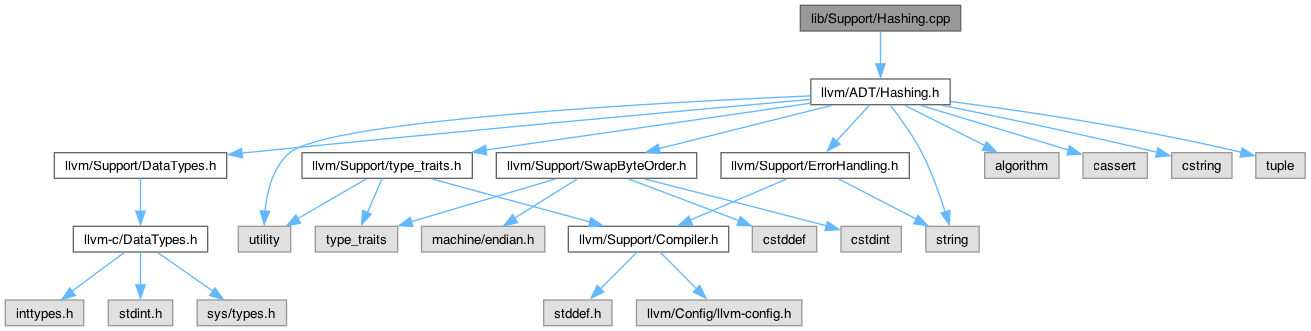 lib/Support/Hashing.cpp
llvm/ADT/Hashing.h
llvm/Support/DataTypes.h
llvm/Support/type_traits.h
llvm/Support/SwapByteOrder.h
llvm/Support/ErrorHandling.h
algorithm
cassert
cstring
tuple
llvm-c/DataTypes.h
utility
type_traits
machine/endian.h
llvm/Support/Compiler.h
cstddef
cstdint
string
inttypes.h
stdint.h
sys/types.h
stddef.h
llvm/Config/llvm-config.h